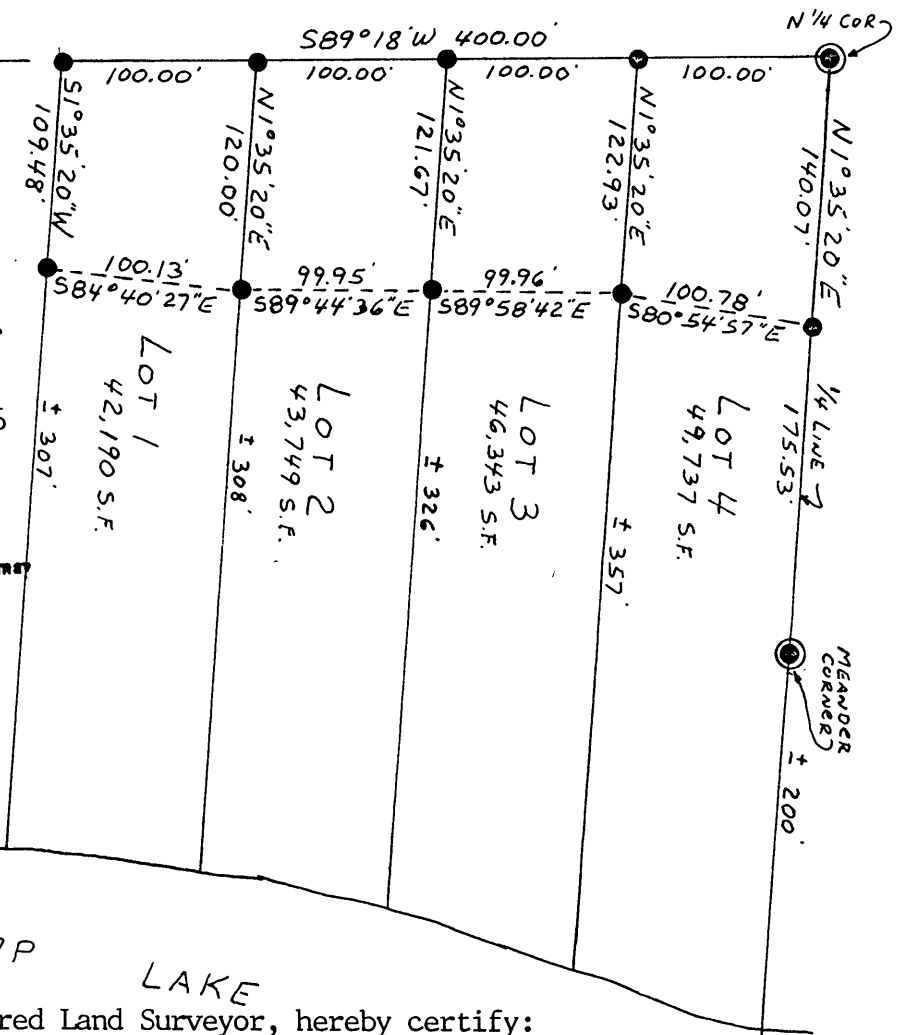 N 1/4 COR
S89°18'W 400.00'
100.00'
100.00'
100.00'
100.00'
S1°35'20"W
109.48'
N1°35'20"E
120.00'
N1°35'20"E
121.67'
N1°35'20"E
122.93'
N1°35'20"E
140.07'
100.13'
S84°40'27"E
99.95'
S89°44'36"E
99.96'
S89°58'42"E
100.78'
S80°54'57"E
LOT 1
42,190 S.F.
LOT 2
43,749 S.F.
LOT 3
46,343 S.F.
LOT 4
49,737 S.F.
1/4 LINE
175.53'
± 307'
± 308'
± 326'
± 357'
MEANDER
CORNER
± 200'
P
LAKE
red Land Surveyor, hereby certify: